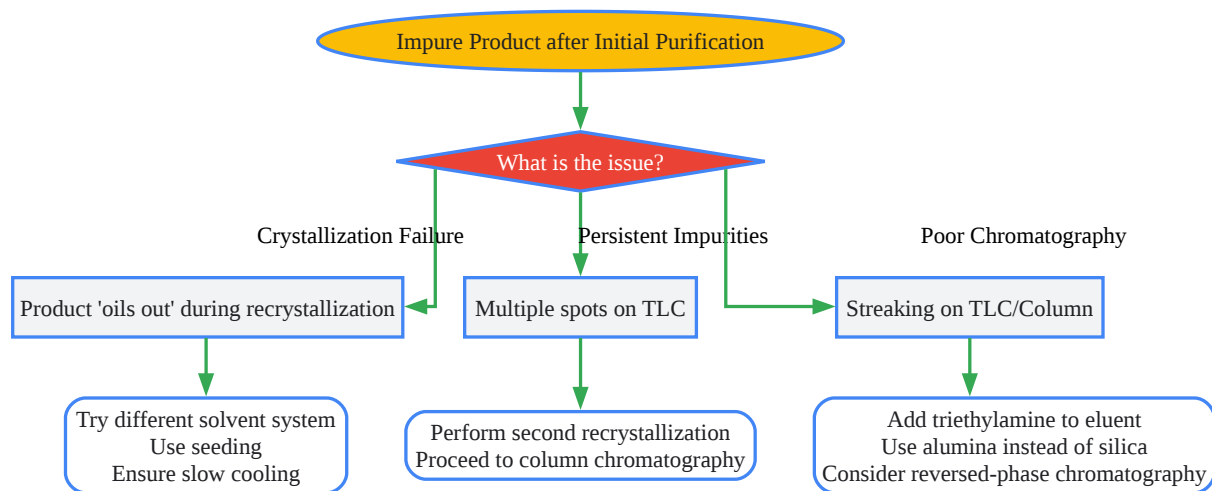 Impure Product after Initial Purification
What is the issue?
Crystallization Failure
Persistent Impurities
Poor Chromatography
Product 'oils out' during recrystallization
Multiple spots on TLC
Streaking on TLC/Column
Try different solvent system
Use seeding
Ensure slow cooling
Perform second recrystallization
Proceed to column chromatography
Add triethylamine to eluent
Use alumina instead of silica
Consider reversed-phase chromatography